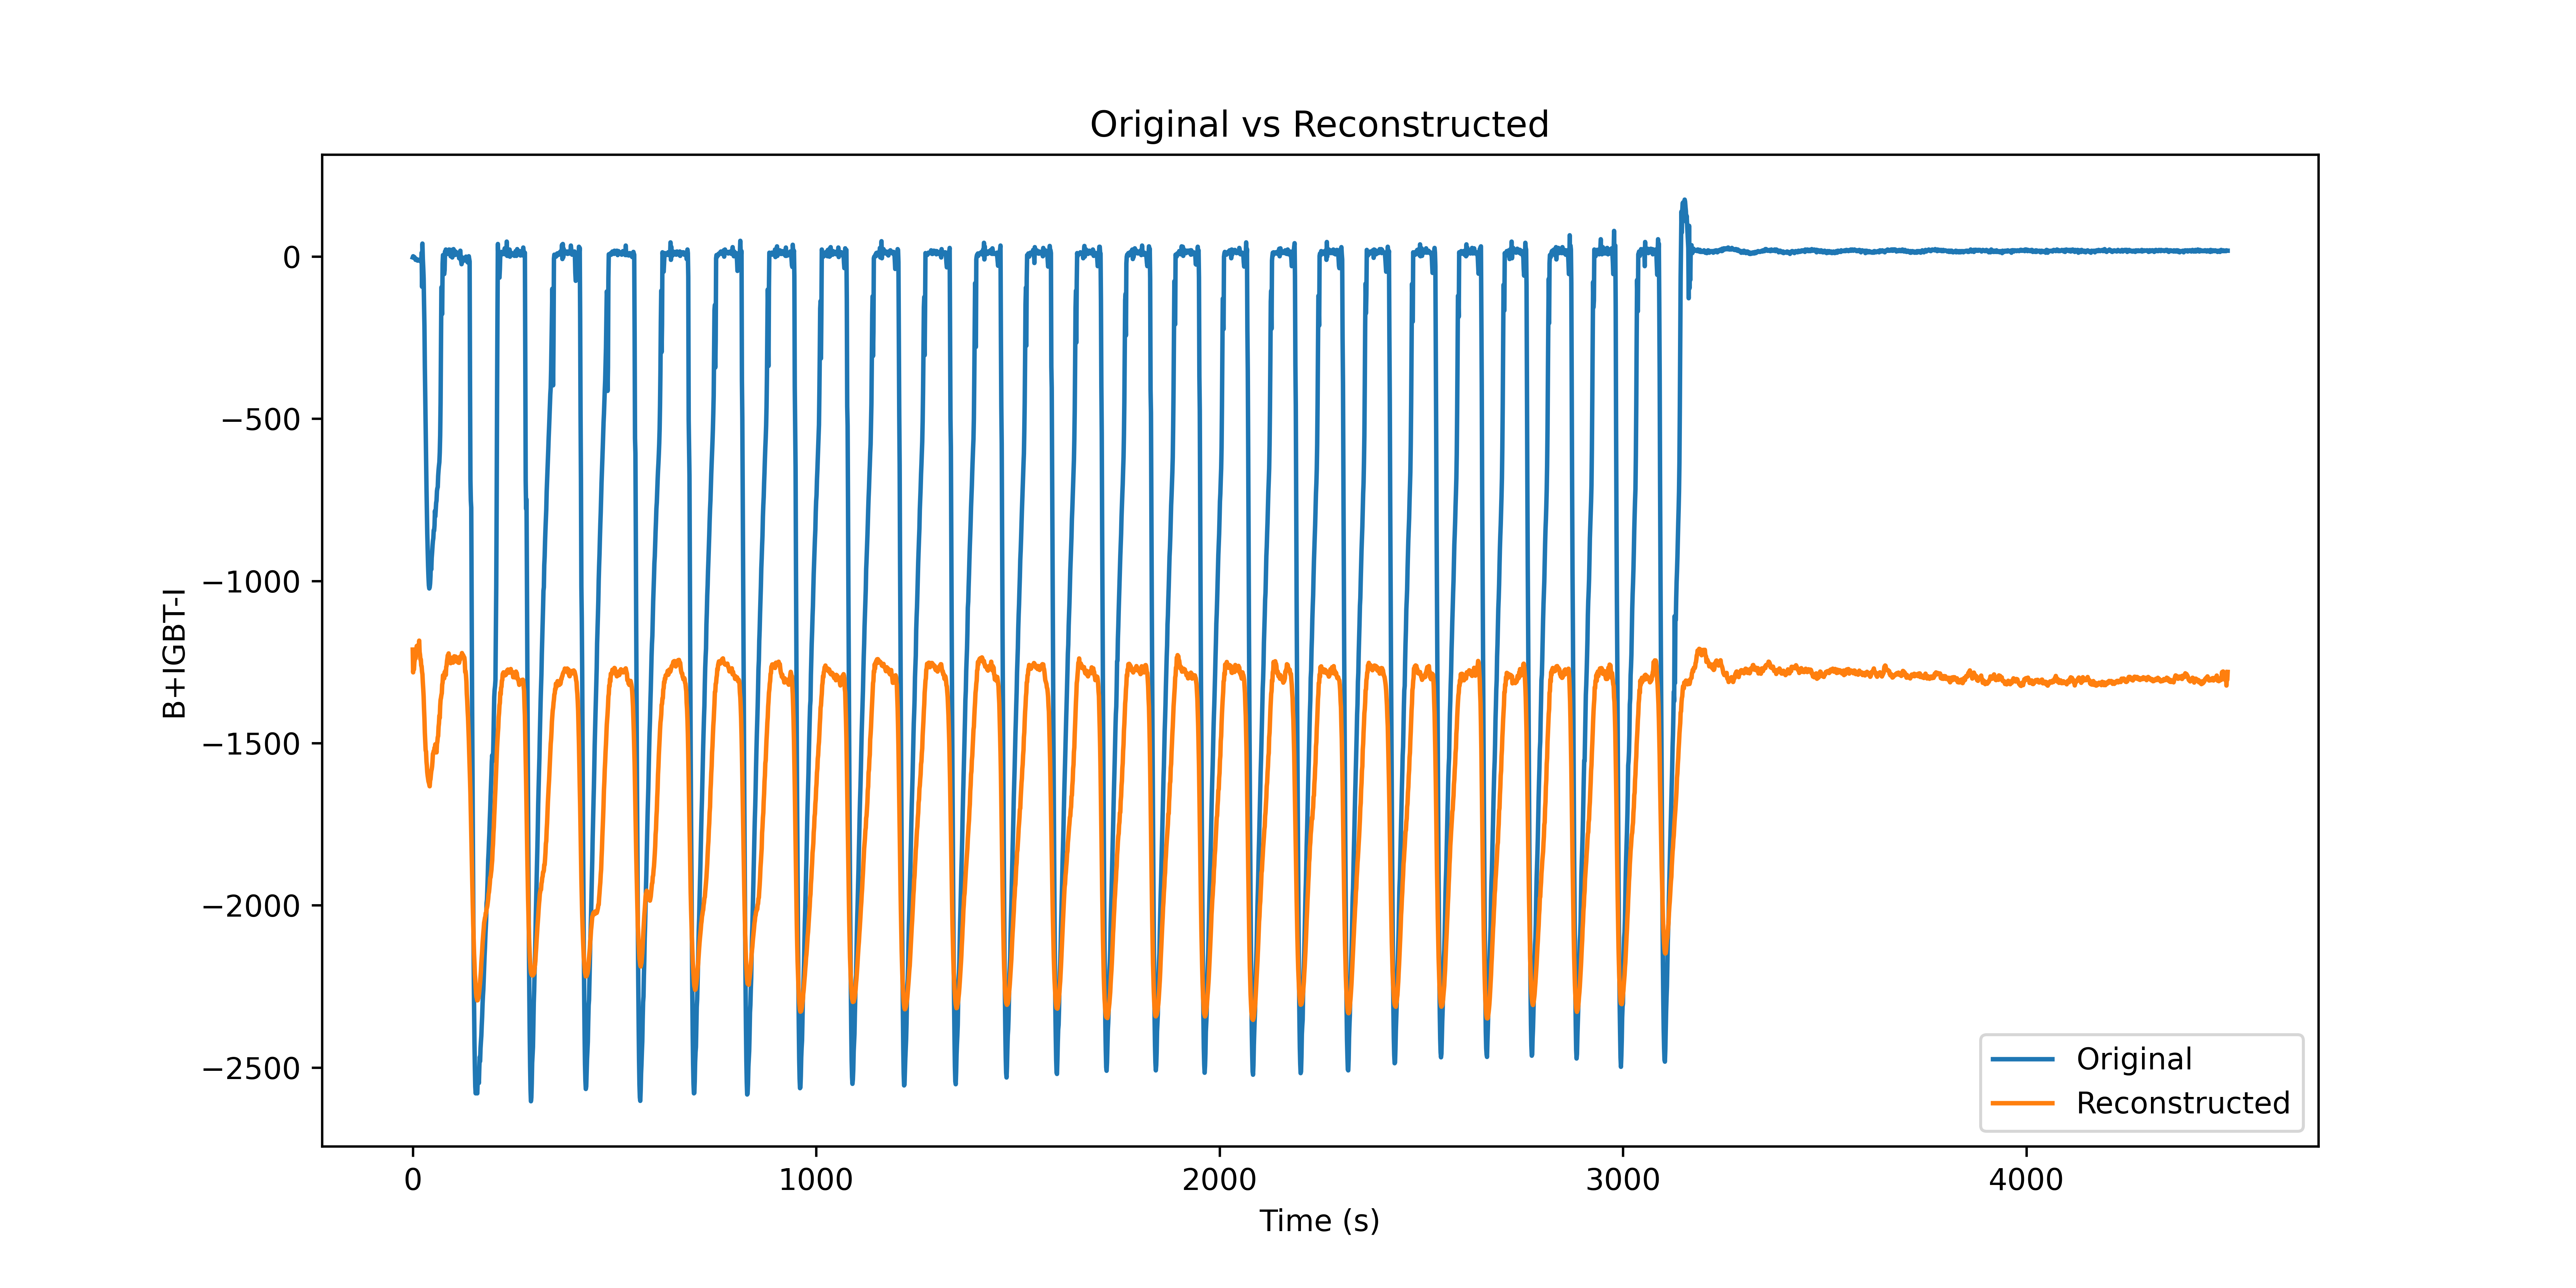 Original vs Reconstructed
B+IGBT-I
0
−500
−1000
−1500
−2000
−2500
0
1000
2000
3000
4000
Time (s)
Original
Reconstructed